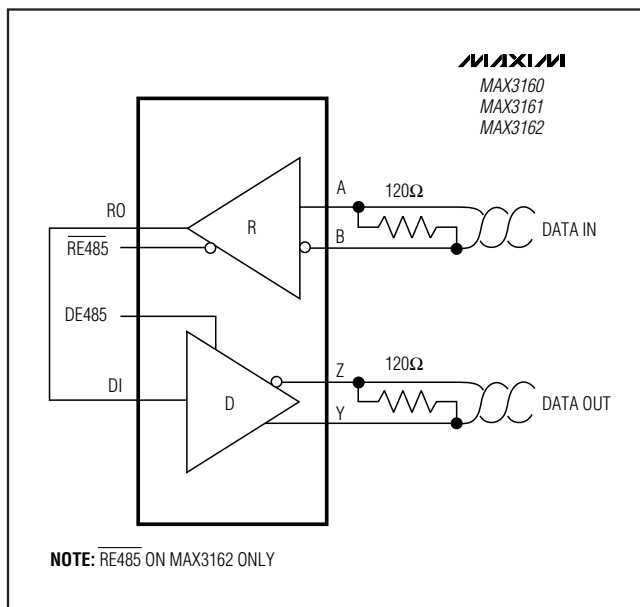 MAXIM
MAX3160
MAX3161
MAX3162
A
120Ω
RO
R
RE485
B
DATA IN
DE485
Z
120Ω
DI
D
DATA OUT
Y
NOTE: RE485 ON MAX3162 ONLY